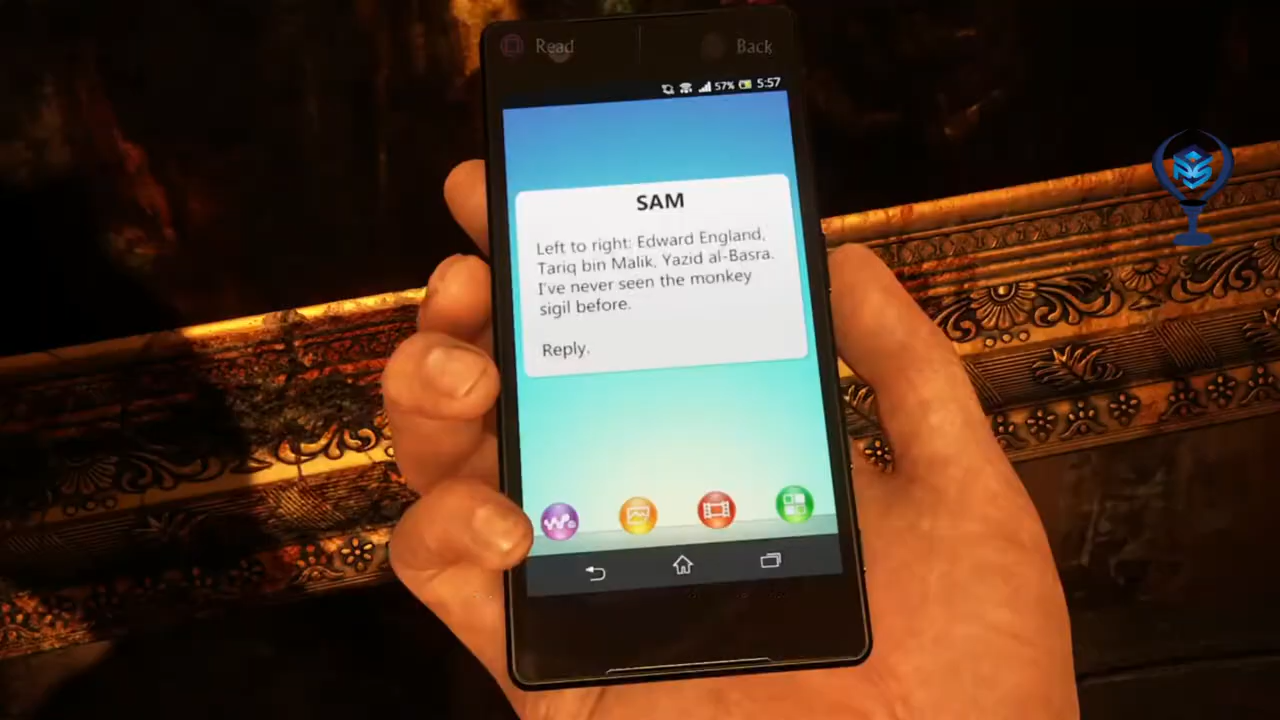 Read
Back
57% 5:57
SAM
Left to right: Edward England,
Tariq bin Malik, Yazid al-Basra.
I've never seen the monkey
sigil before.
Reply.